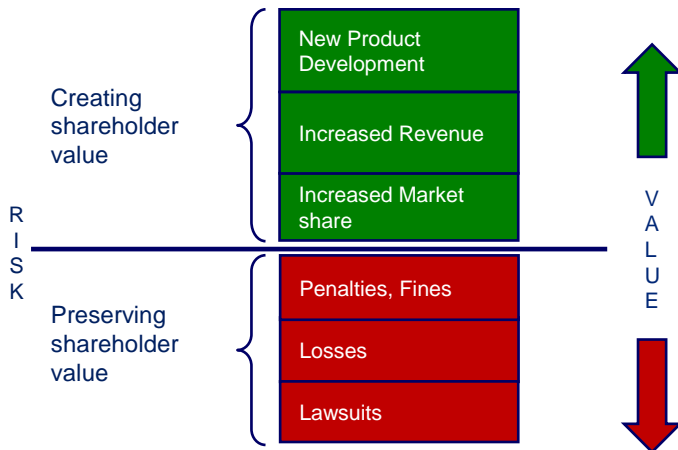 New Product
Development
Creating
shareholder
value
Increased Revenue
Increased Market
share
R
I
S
K
V
A
L
U
E
Preserving
shareholder
value
Penalties, Fines
Losses
Lawsuits